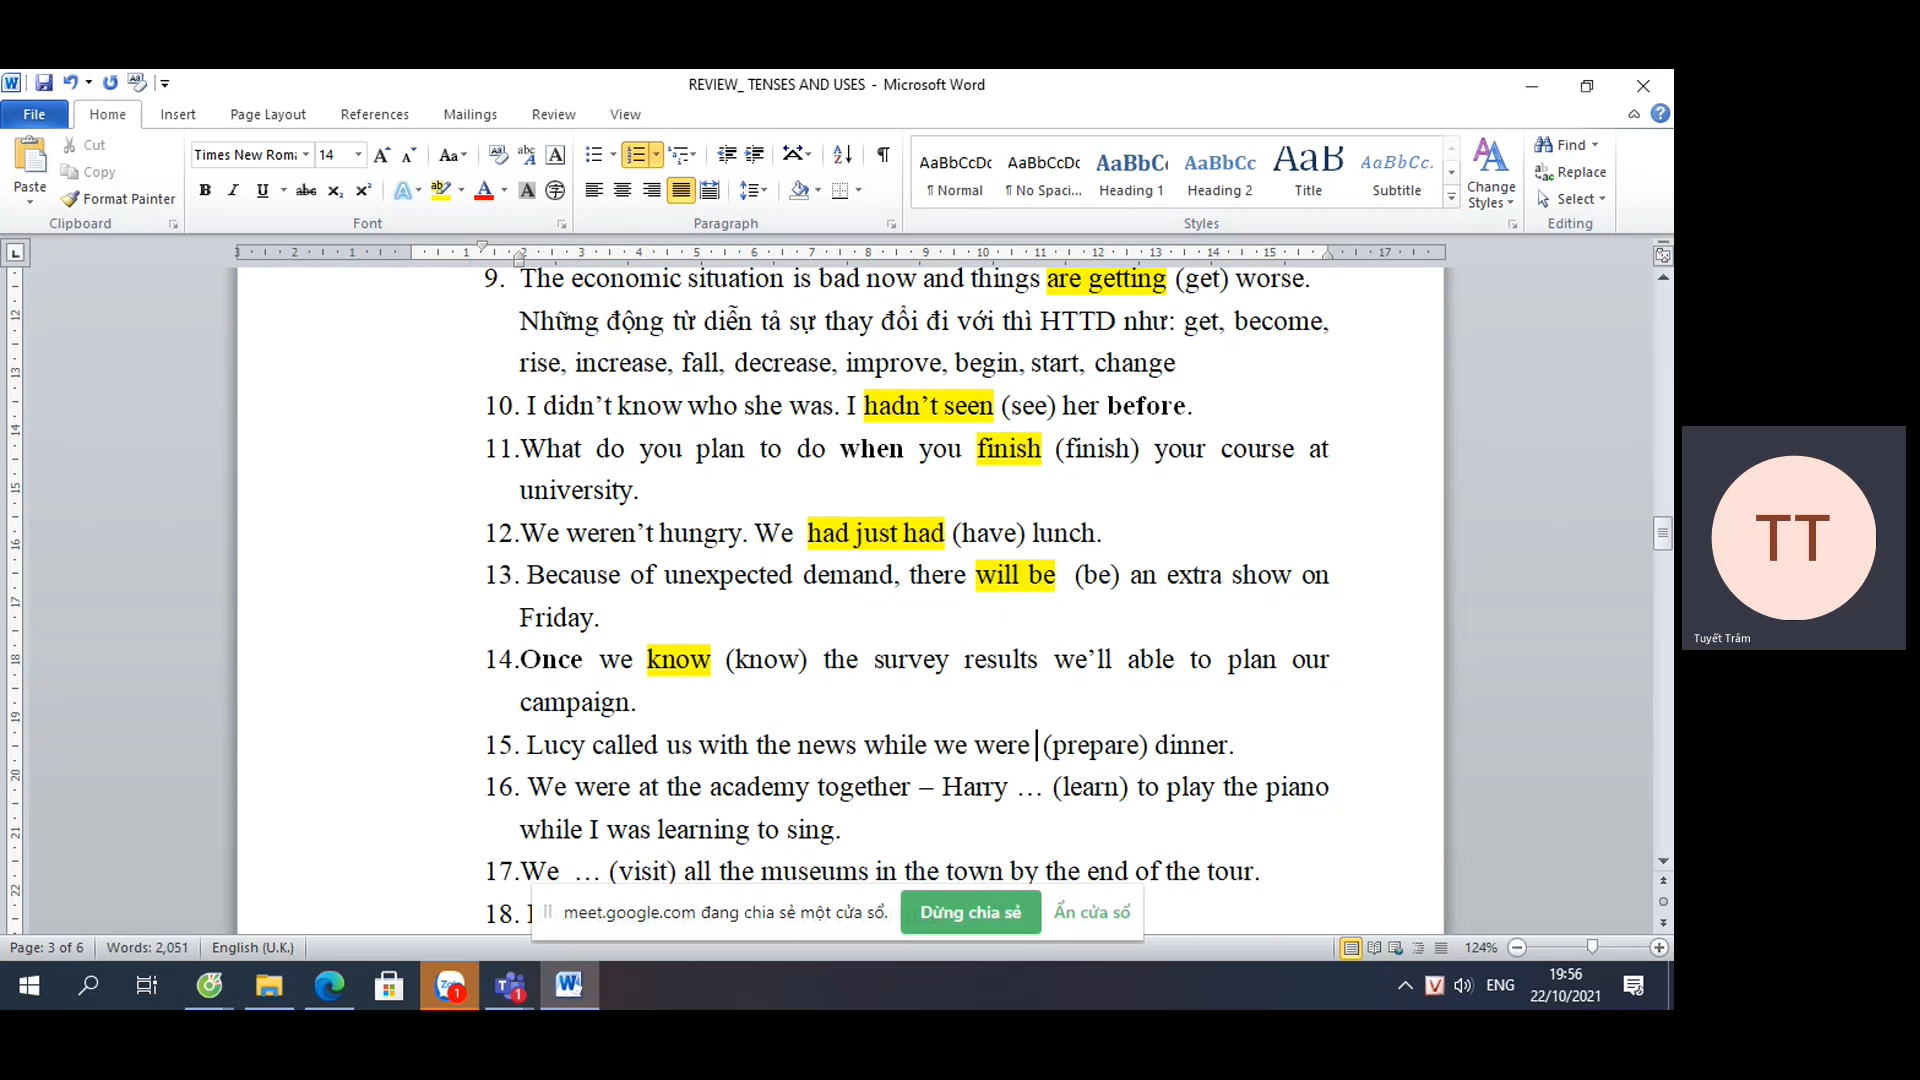 REVIEW_ TENSES AND USES - Microsoft Word
File Home Insert Page Layout References Mailings Review View
Paste
Cut
Copy
Format Painter
Clipboard
Times New Roma 14
Font
Paragraph
AaBbCcDc AaBbCcDc AaBbC AaBbCc AaB AaBbCc.
¶ Normal ¶ No Spaci... Heading 1 Heading 2 Title Subtitle
Styles
Change Styles
Find
Replace
Select
Editing
9. The economic situation is bad now and things are getting (get) worse.
Những động từ diễn tả sự thay đổi đi với thì HTTD như: get, become,
rise, increase, fall, decrease, improve, begin, start, change
10. I didn’t know who she was. I hadn’t seen (see) her before.
11.What do you plan to do when you finish (finish) your course at
university.
12.We weren’t hungry. We had just had (have) lunch.
13. Because of unexpected demand, there will be (be) an extra show on
Friday.
14.Once we know (know) the survey results we’ll able to plan our
campaign.
15. Lucy called us with the news while we were (prepare) dinner.
16. We were at the academy together – Harry … (learn) to play the piano
while I was learning to sing.
17.We … (visit) all the museums in the town by the end of the tour.
18.
meet.google.com đang chia sẻ một cửa sổ. Dừng chia sẻ Ẩn cửa sổ
Page: 3 of 6 Words: 2,051 English (U.K.) 124%
ENG 19:56
22/10/2021
TT
Tuyết Trâm